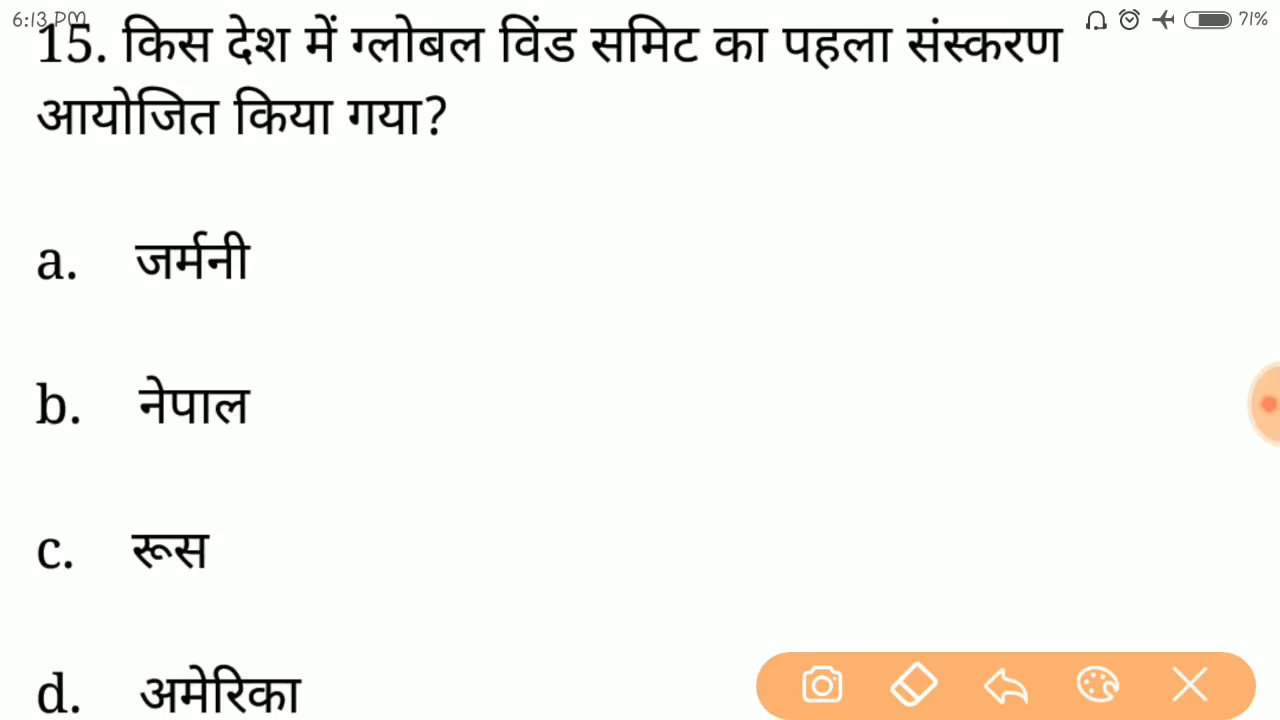 6:13 PM
71%
15. किस देश में ग्लोबल विंड समिट का पहला संस्करण
आयोजित किया गया?
a. जर्मनी
b. नेपाल
c. रूस
d. अमेरिका